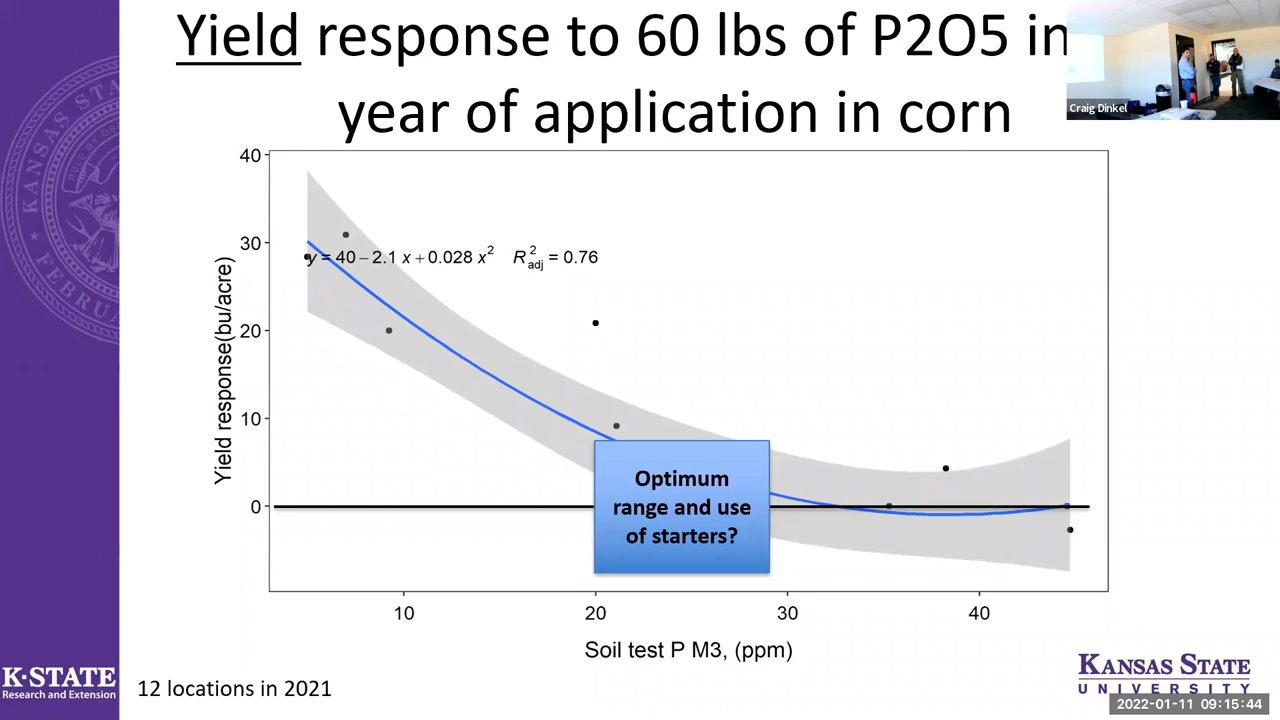 Yield response to 60 lbs of P2O5 in
year of application in corn
Craig Dinkel
KANSAS STA
FEBRUAR
40
30
20
10
0
Yield response(bu/acre)
y = 40 − 2.1 x + 0.028 x² R²adj = 0.76
Optimum
range and use
of starters?
10 20 30 40
Soil test P M3, (ppm)
K-STATE
Research and Extension
12 locations in 2021
KANSAS STATE
UNIVERSITY
2022-01-11 09:15:44